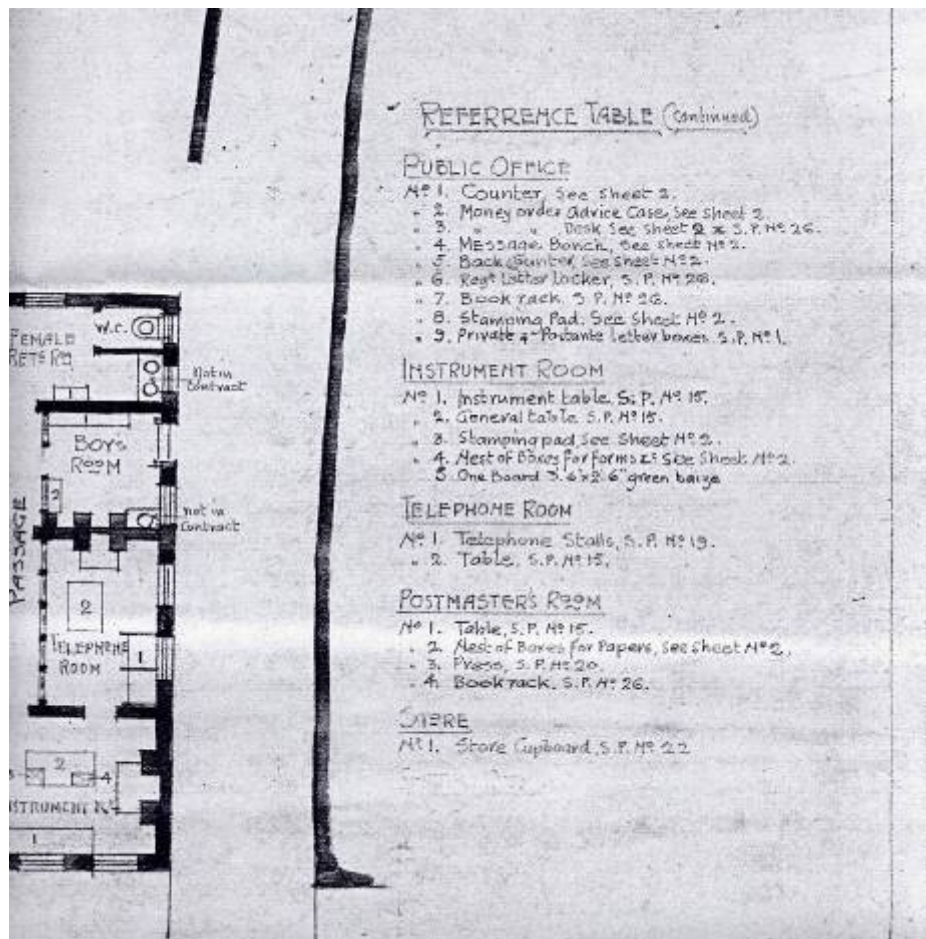 REFERRENCE TABLE (Continued)
PUBLIC OFFICE
Nº 1. Counter, See Sheet 2.
" 2. Money order advice Case, See Sheet 2.
" 3. " " Desk See Sheet 2 & S.P. Nº 26.
" 4. MESSAGE Bench, See Sheet Nº 2.
" 5. Back Counter, See Sheet Nº 2.
" 6. Regd Letter Locker, S.P. Nº 26.
" 7. Book rack. S.P. Nº 26.
" 8. Stamping Pad. See Sheet Nº 2.
" 9. Private & letter boxes. S.P. Nº 1.
INSTRUMENT ROOM
Nº 1. Instrument table. S.P. Nº 15.
" 2. General table S.P. Nº 15.
" 3. Stamping pad, See Sheet Nº 2.
" 4. Nest of Boxes for forms &c See Sheet Nº 2.
5 One Board 3'.6"x2'.6" green baize
TELEPHONE ROOM
Nº 1. Telephone Stalls, S.P. Nº 19.
" 2. Table, S.P. Nº 15.
POSTMASTER'S ROOM
Nº 1. Table, S.P. Nº 15.
" 2. Nest of Boxes for Papers, See Sheet Nº 2.
" 3. Press, S.P. Nº 20.
" 4. Book rack. S.P. Nº 26.
STORE
Nº 1. Store Cupboard, S.P. Nº 22
FEMALE
RETG Rm
W.C.
Not in
Contract
BOYS
ROOM
2
not in
Contract
PASSAGE
2
TELEPHONE
ROOM
1
2
4
NSTRUMENT
1